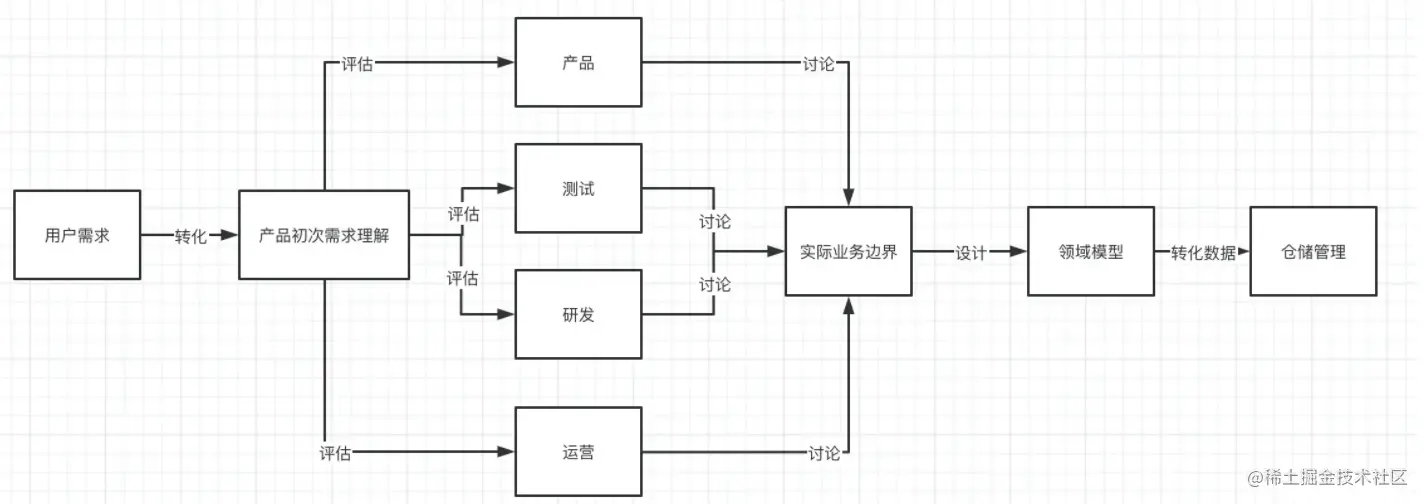 评估
产品
讨论
测试
评估
讨论
用户需求
转化
产品初次需求理解
实际业务边界
设计
领域模型
转化数据
仓储管理
评估
讨论
研发
评估
运营
讨论
@稀土掘金技术社区